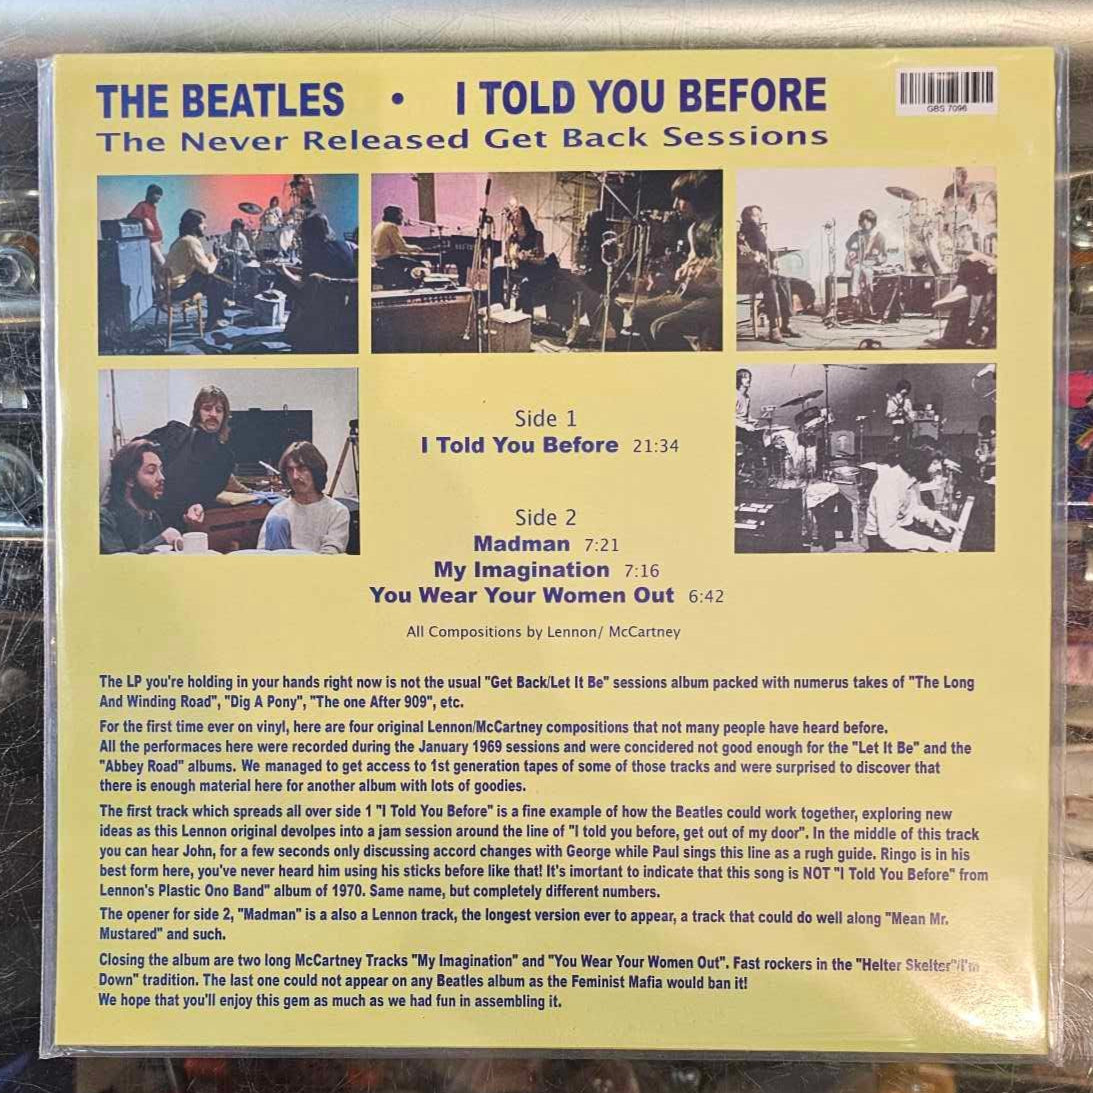 THE BEATLES • I TOLD YOU BEFORE
The Never Released Get Back Sessions
GBS 7096
Side 1
I Told You Before 21:34
Side 2
Madman 7:21
My Imagination 7:16
You Wear Your Women Out 6:42
All Compositions by Lennon/ McCartney
The LP you're holding in your hands right now is not the usual "Get Back/Let It Be" sessions album packed with numerus takes of "The Long
And Winding Road", "Dig A Pony", "The one After 909", etc.
For the first time ever on vinyl, here are four original Lennon/McCartney compositions that not many people have heard before.
All the performaces here were recorded during the January 1969 sessions and were concidered not good enough for the "Let It Be" and the
"Abbey Road" albums. We managed to get access to 1st generation tapes of some of those tracks and were surprised to discover that
there is enough material here for another album with lots of goodies.
The first track which spreads all over side 1 "I Told You Before" is a fine example of how the Beatles could work together, exploring new
ideas as this Lennon original devolpes into a jam session around the line of "I told you before, get out of my door". In the middle of this track
you can hear John, for a few seconds only discussing accord changes with George while Paul sings this line as a rugh guide. Ringo is in his
best form here, you've never heard him using his sticks before like that! It's imortant to indicate that this song is NOT "I Told You Before" from
Lennon's Plastic Ono Band" album of 1970. Same name, but completely different numbers.
The opener for side 2, "Madman" is a also a Lennon track, the longest version ever to appear, a track that could do well along "Mean Mr.
Mustared" and such.
Closing the album are two long McCartney Tracks "My Imagination" and "You Wear Your Women Out". Fast rockers in the "Helter Skelter"/I'm
Down" tradition. The last one could not appear on any Beatles album as the Feminist Mafia would ban it!
We hope that you'll enjoy this gem as much as we had fun in assembling it.